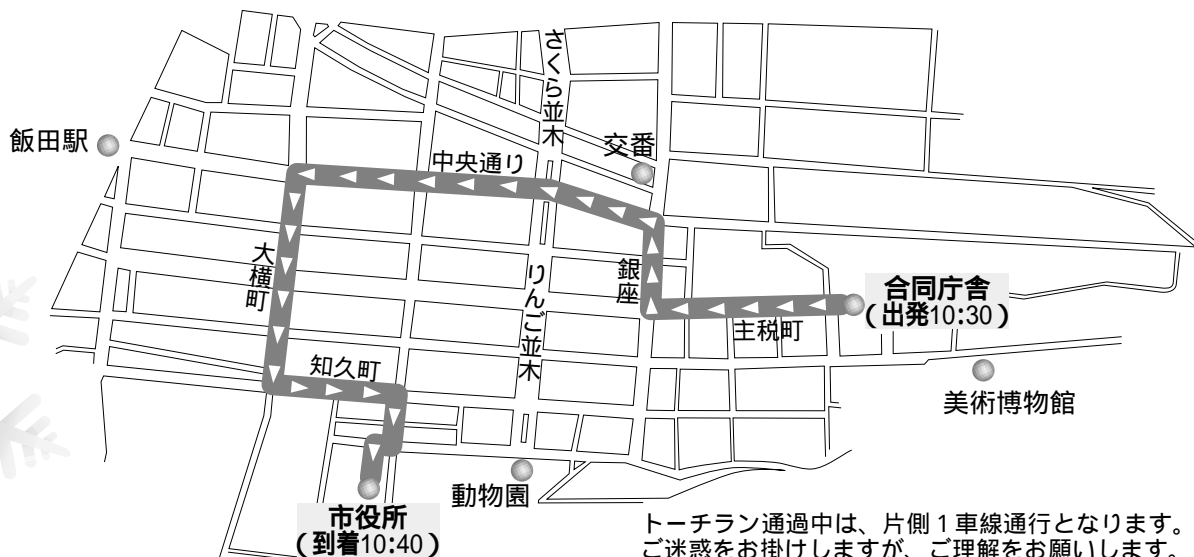 さくら並木
飯田駅
交番
中央通り
大横町
りんご並木
銀座
合同庁舎
(出発10:30)
主税町
知久町
美術博物館
動物園
市役所
(到着10:40)
トーチラン通過中は、片側1車線通行となります。
ご迷惑をお掛けしますが、ご理解をお願いします。